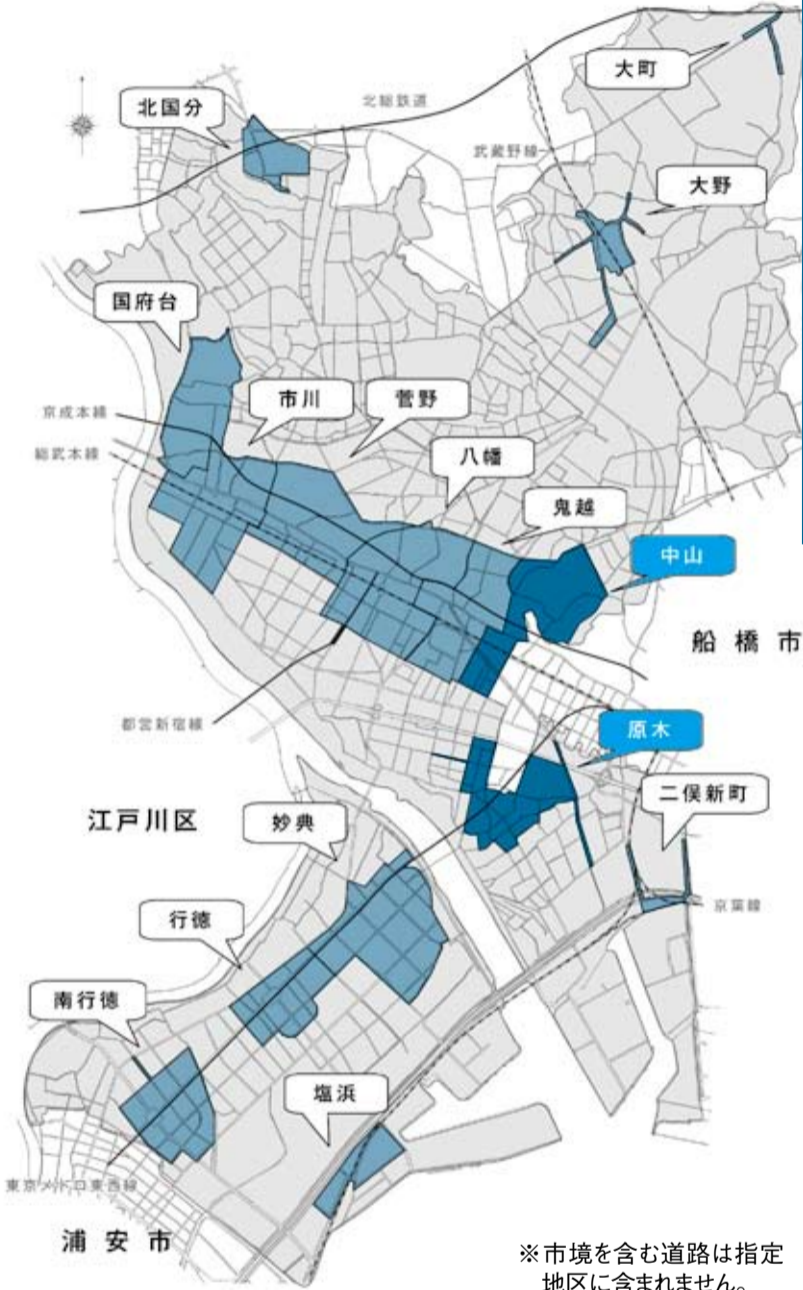 大町
北国分
北総鉄道
武蔵野線
大野
国府台
市川
菅野
京成本線
総武本線
八幡
鬼越
中山
船橋市
都営新宿線
原木
二俣新町
江戸川区
妙典
京葉線
行徳
南行徳
塩浜
東京メトロ東西線
浦安市
※市境を含む道路は指定
地区に含まれません。